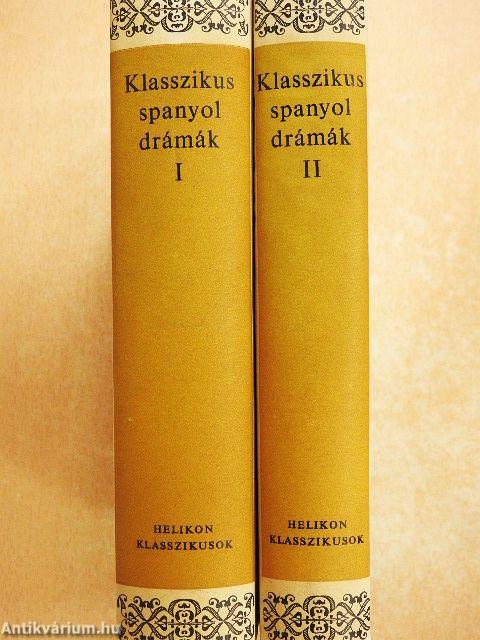 Klasszikus
spanyol
drámák
I
HELIKON
KLASSZIKUSOK
Klasszikus
spanyol
drámák
II
HELIKON
KLASSZIKUSOK
Antikvárium.hu